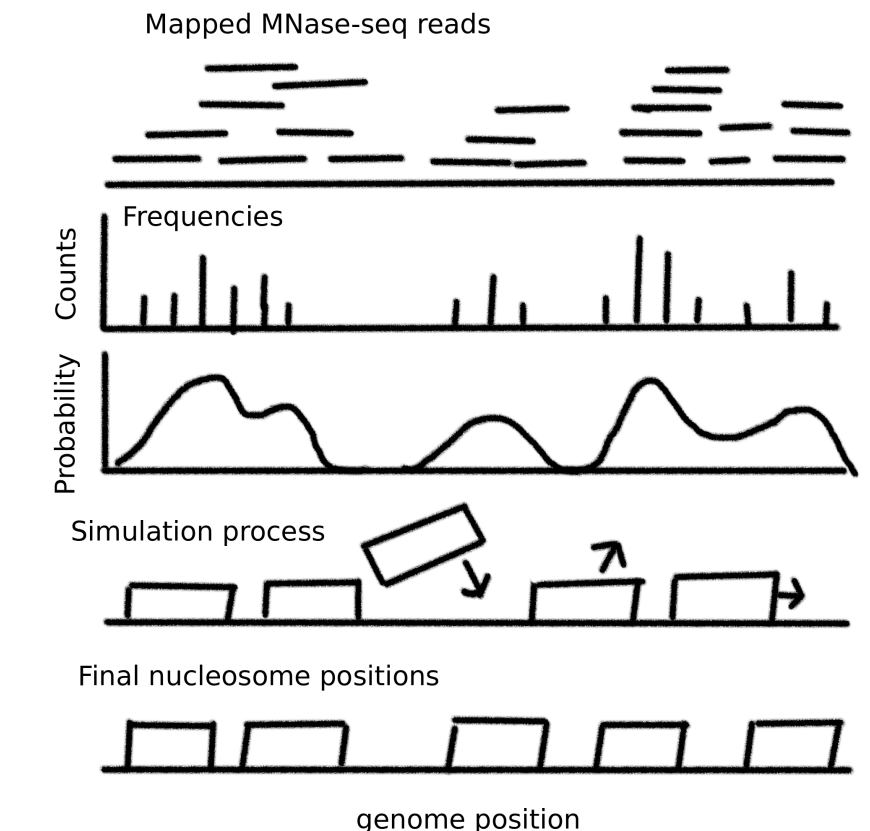 Mapped MNase-seq reads
Frequencies
Counts
Probability
Simulation process
Final nucleosome positions
genome position